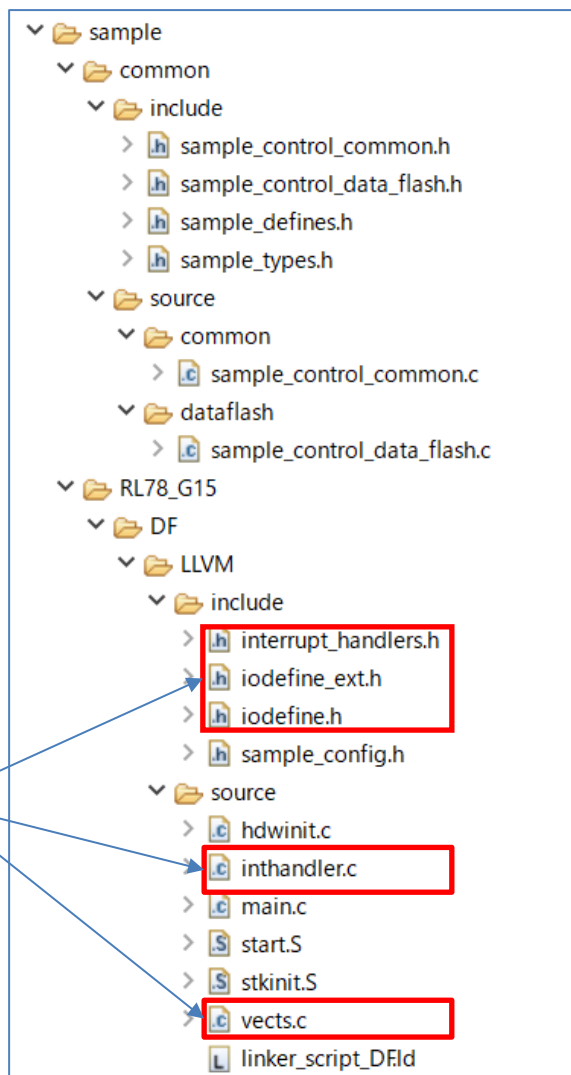 sample
common
include
sample_control_common.h
sample_control_data_flash.h
sample_defines.h
sample_types.h
source
common
sample_control_common.c
dataflash
sample_control_data_flash.c
RL78_G15
DF
LLVM
include
interrupt_handlers.h
iodefine_ext.h
iodefine.h
sample_config.h
source
hdwinit.c
inthandler.c
main.c
start.S
stkinit.S
vects.c
linker_script_DF.ld